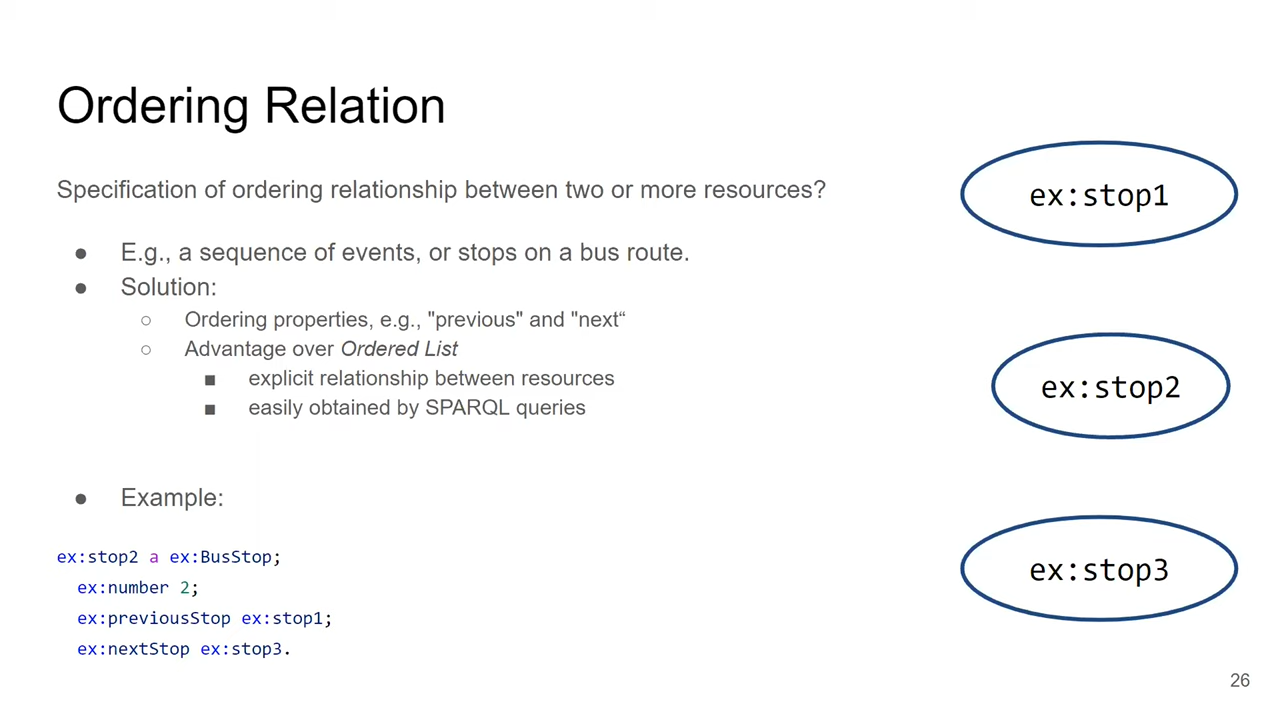 Ordering Relation
Specification of ordering relationship between two or more resources?
● E.g., a sequence of events, or stops on a bus route.
● Solution:
○ Ordering properties, e.g., "previous" and "next“
○ Advantage over Ordered List
■ explicit relationship between resources
■ easily obtained by SPARQL queries
● Example:
ex:stop2 a ex:BusStop;
ex:number 2;
ex:previousStop ex:stop1;
ex:nextStop ex:stop3.
ex:stop1
ex:stop2
ex:stop3
26